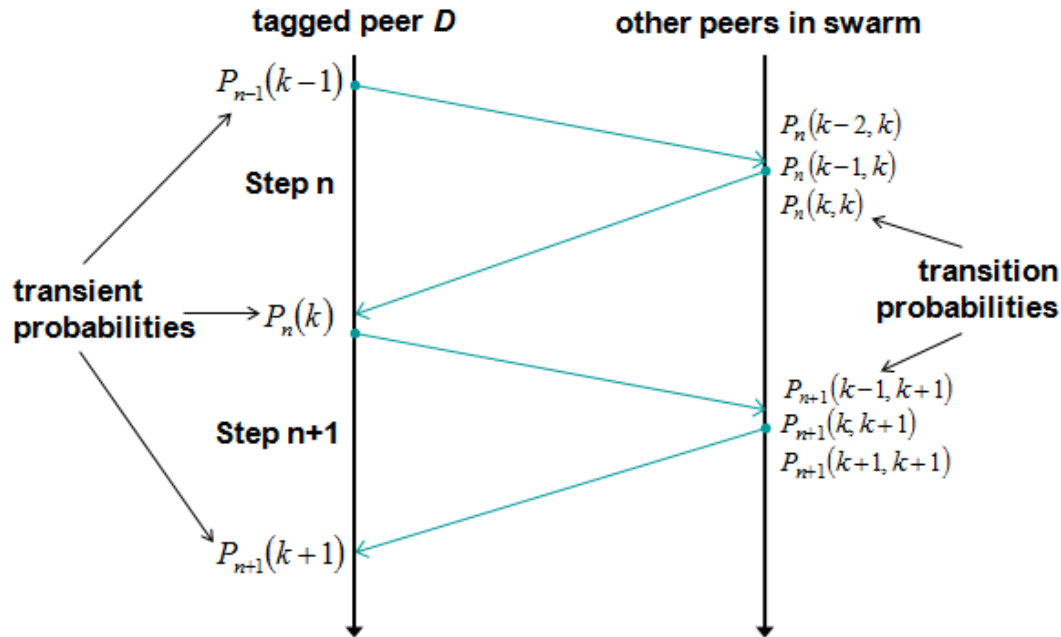 tagged peer D
other peers in swarm
P_{n-1}(k-1)
P_n(k-2, k)
P_n(k-1, k)
P_n(k, k)
Step n
transient
probabilities
P_n(k)
transition
probabilities
P_{n+1}(k-1, k+1)
P_{n+1}(k, k+1)
P_{n+1}(k+1, k+1)
Step n+1
P_{n+1}(k+1)